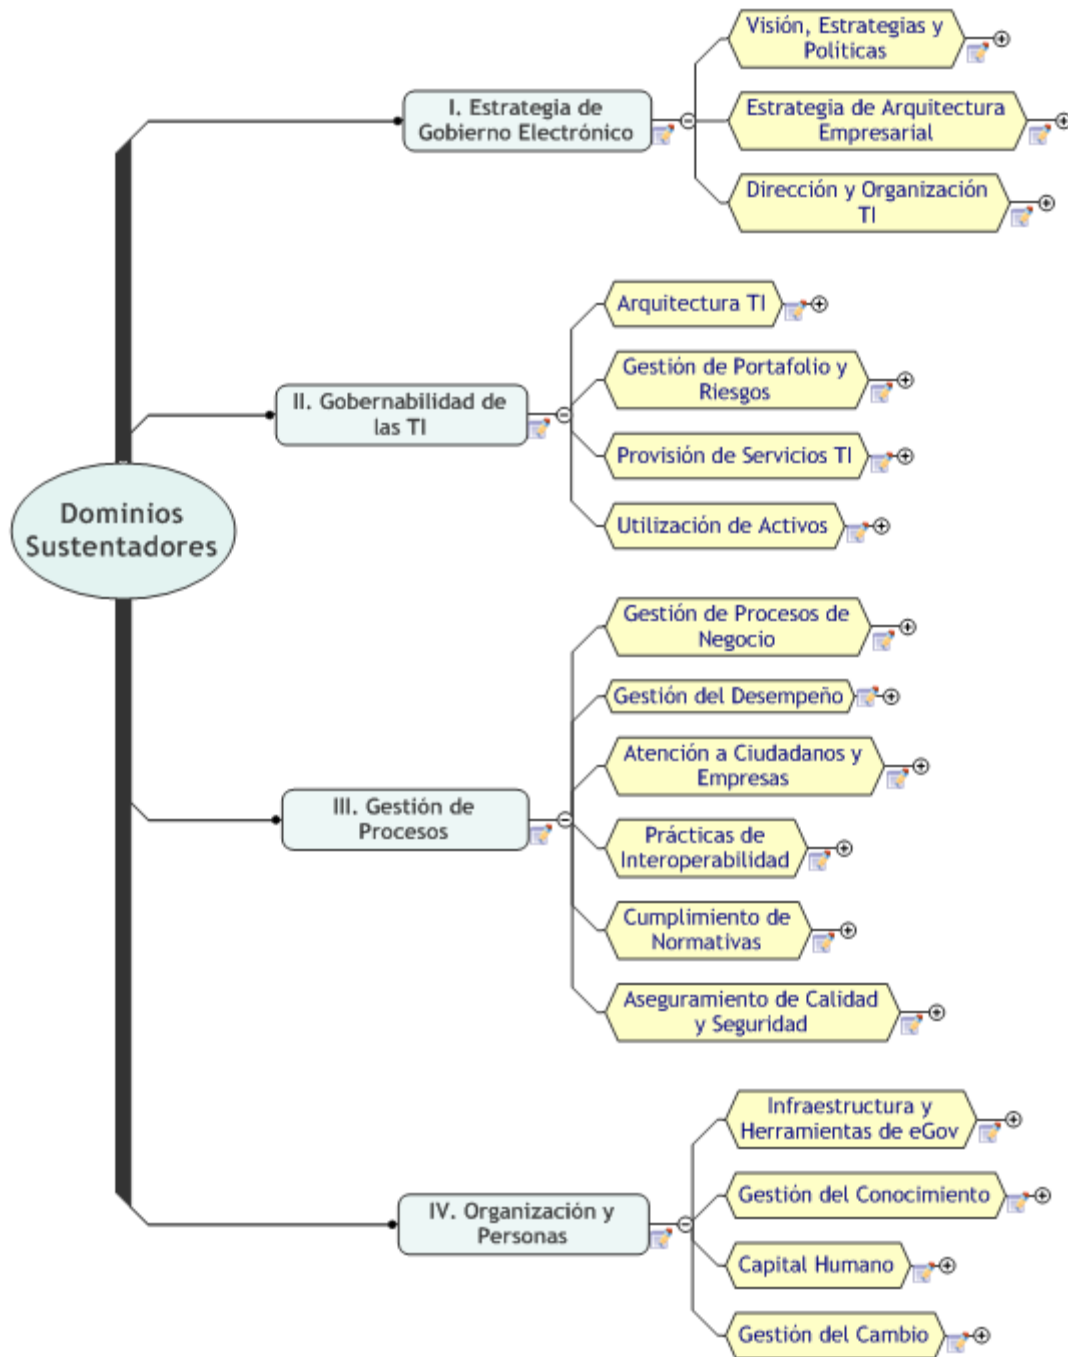 Visión, Estrategias y
Políticas
I. Estrategia de
Gobierno Electrónico
Estrategia de Arquitectura
Empresarial
Dirección y Organización
TI
Arquitectura TI
Gestión de Portafolio y
Riesgos
II. Gobernabilidad de
las TI
Provisión de Servicios TI
Utilización de Activos
Dominios
Sustentadores
Gestión de Procesos de
Negocio
Gestión del Desempeño
Atención a Ciudadanos y
Empresas
III. Gestión de
Procesos
Prácticas de
Interoperabilidad
Cumplimiento de
Normativas
Aseguramiento de Calidad
y Seguridad
Infraestructura y
Herramientas de eGov
Gestión del Conocimiento
IV. Organización y
Personas
Capital Humano
Gestión del Cambio